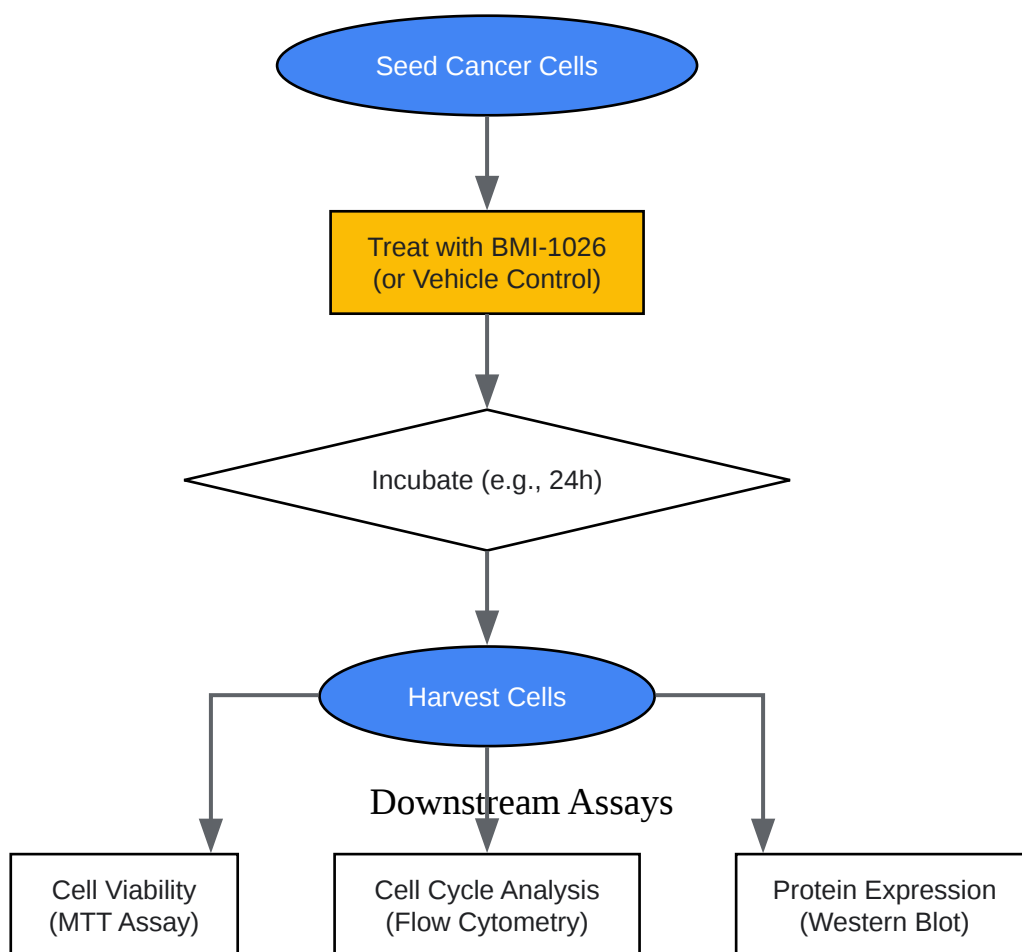 Seed Cancer Cells
Treat with BMI-1026
(or Vehicle Control)
Incubate (e.g., 24h)
Harvest Cells
Downstream Assays
Cell Viability
(MTT Assay)
Cell Cycle Analysis
(Flow Cytometry)
Protein Expression
(Western Blot)